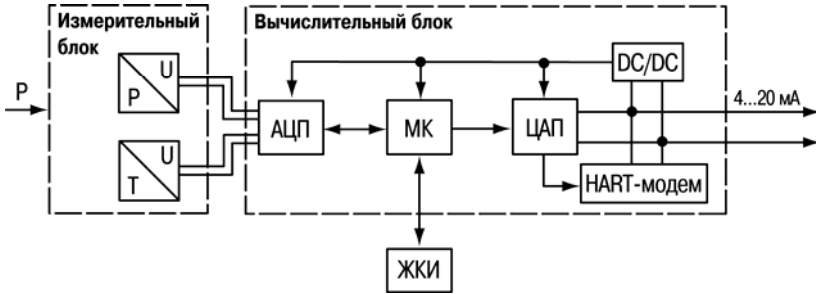 Измерительный
блок
Вычислительный блок
P
U
P
U
T
АЦП
МК
ЦАП
DC/DC
4...20 мА
HART-модем
ЖКИ